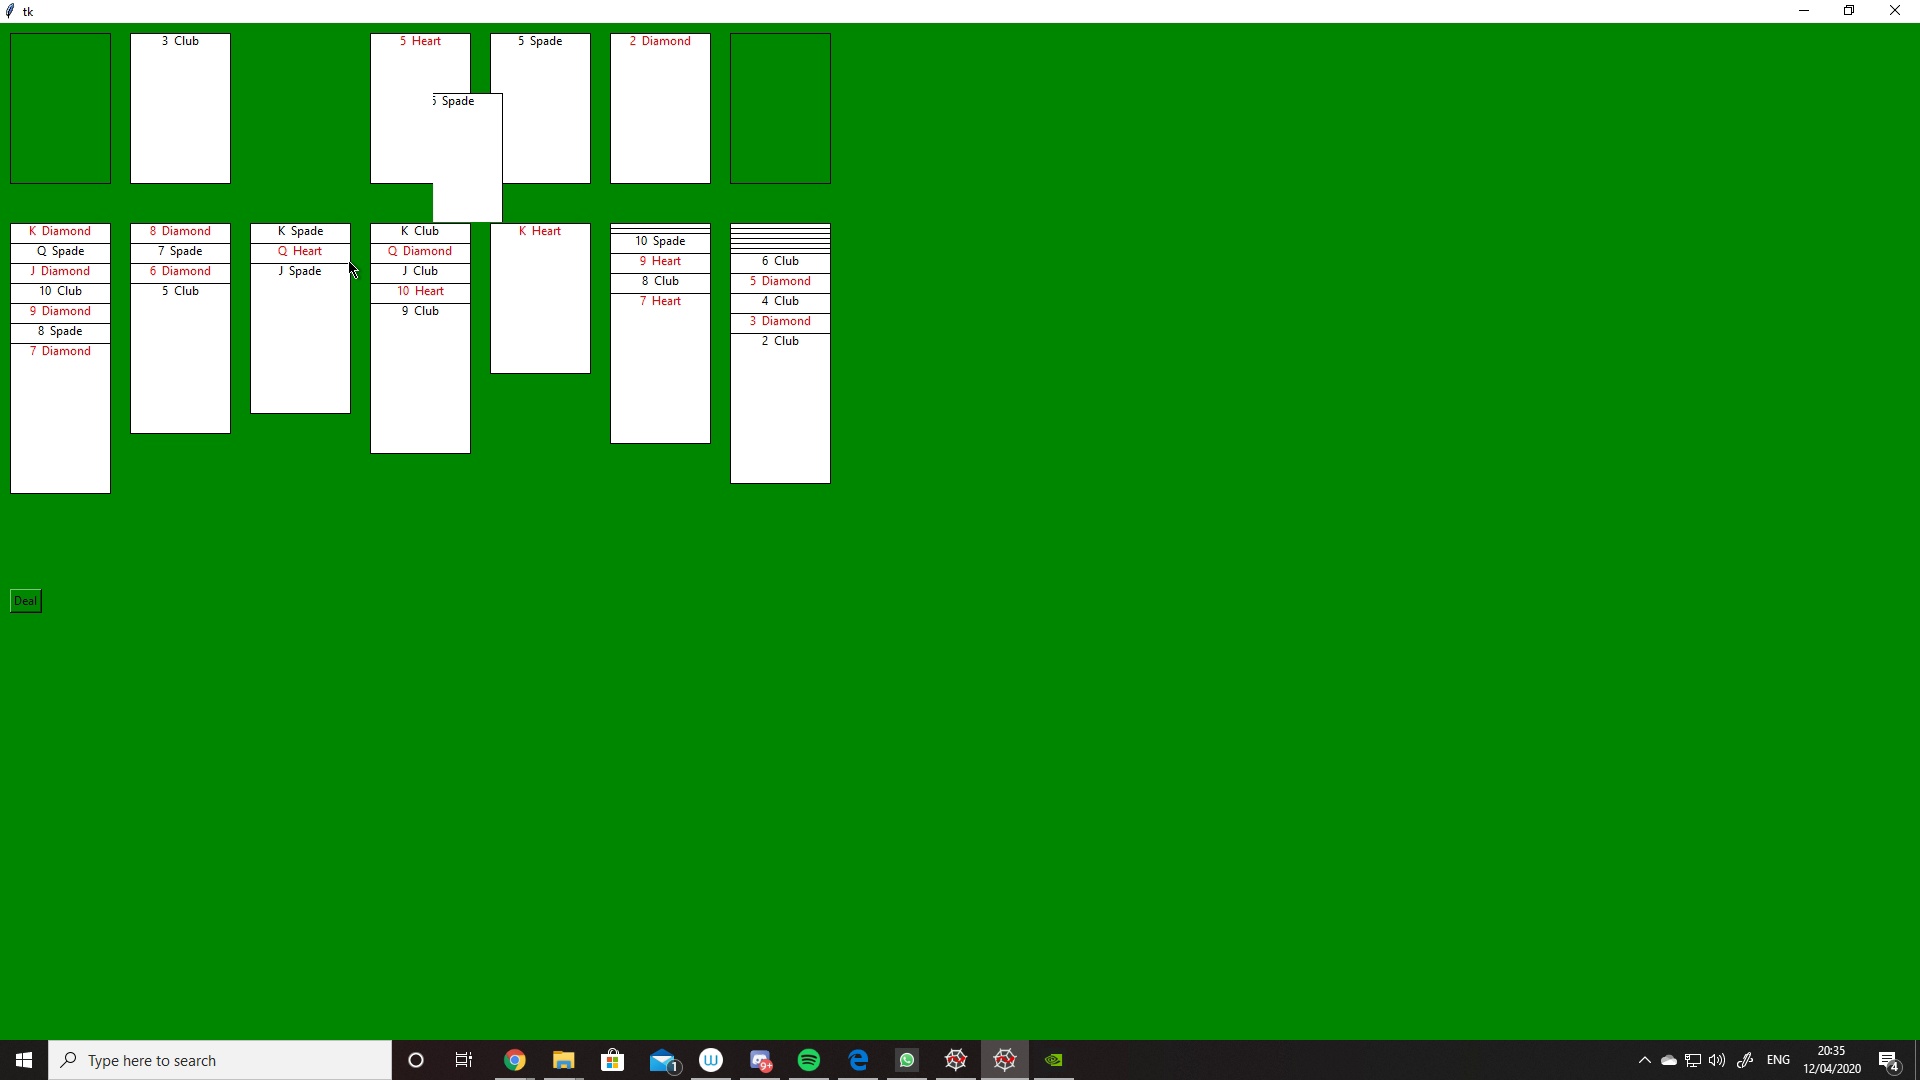 tk
3 Club
5 Heart
5 Spade
2 Diamond
Spade
K Diamond
Q Spade
J Diamond
10 Club
9 Diamond
8 Spade
7 Diamond
8 Diamond
7 Spade
6 Diamond
5 Club
K Spade
Q Heart
J Spade
K Club
Q Diamond
J Club
10 Heart
9 Club
K Heart
10 Spade
9 Heart
8 Club
7 Heart
6 Club
5 Diamond
4 Club
3 Diamond
2 Club
Deal
Type here to search
1
W
9+
ENG
20:35
12/04/2020
4